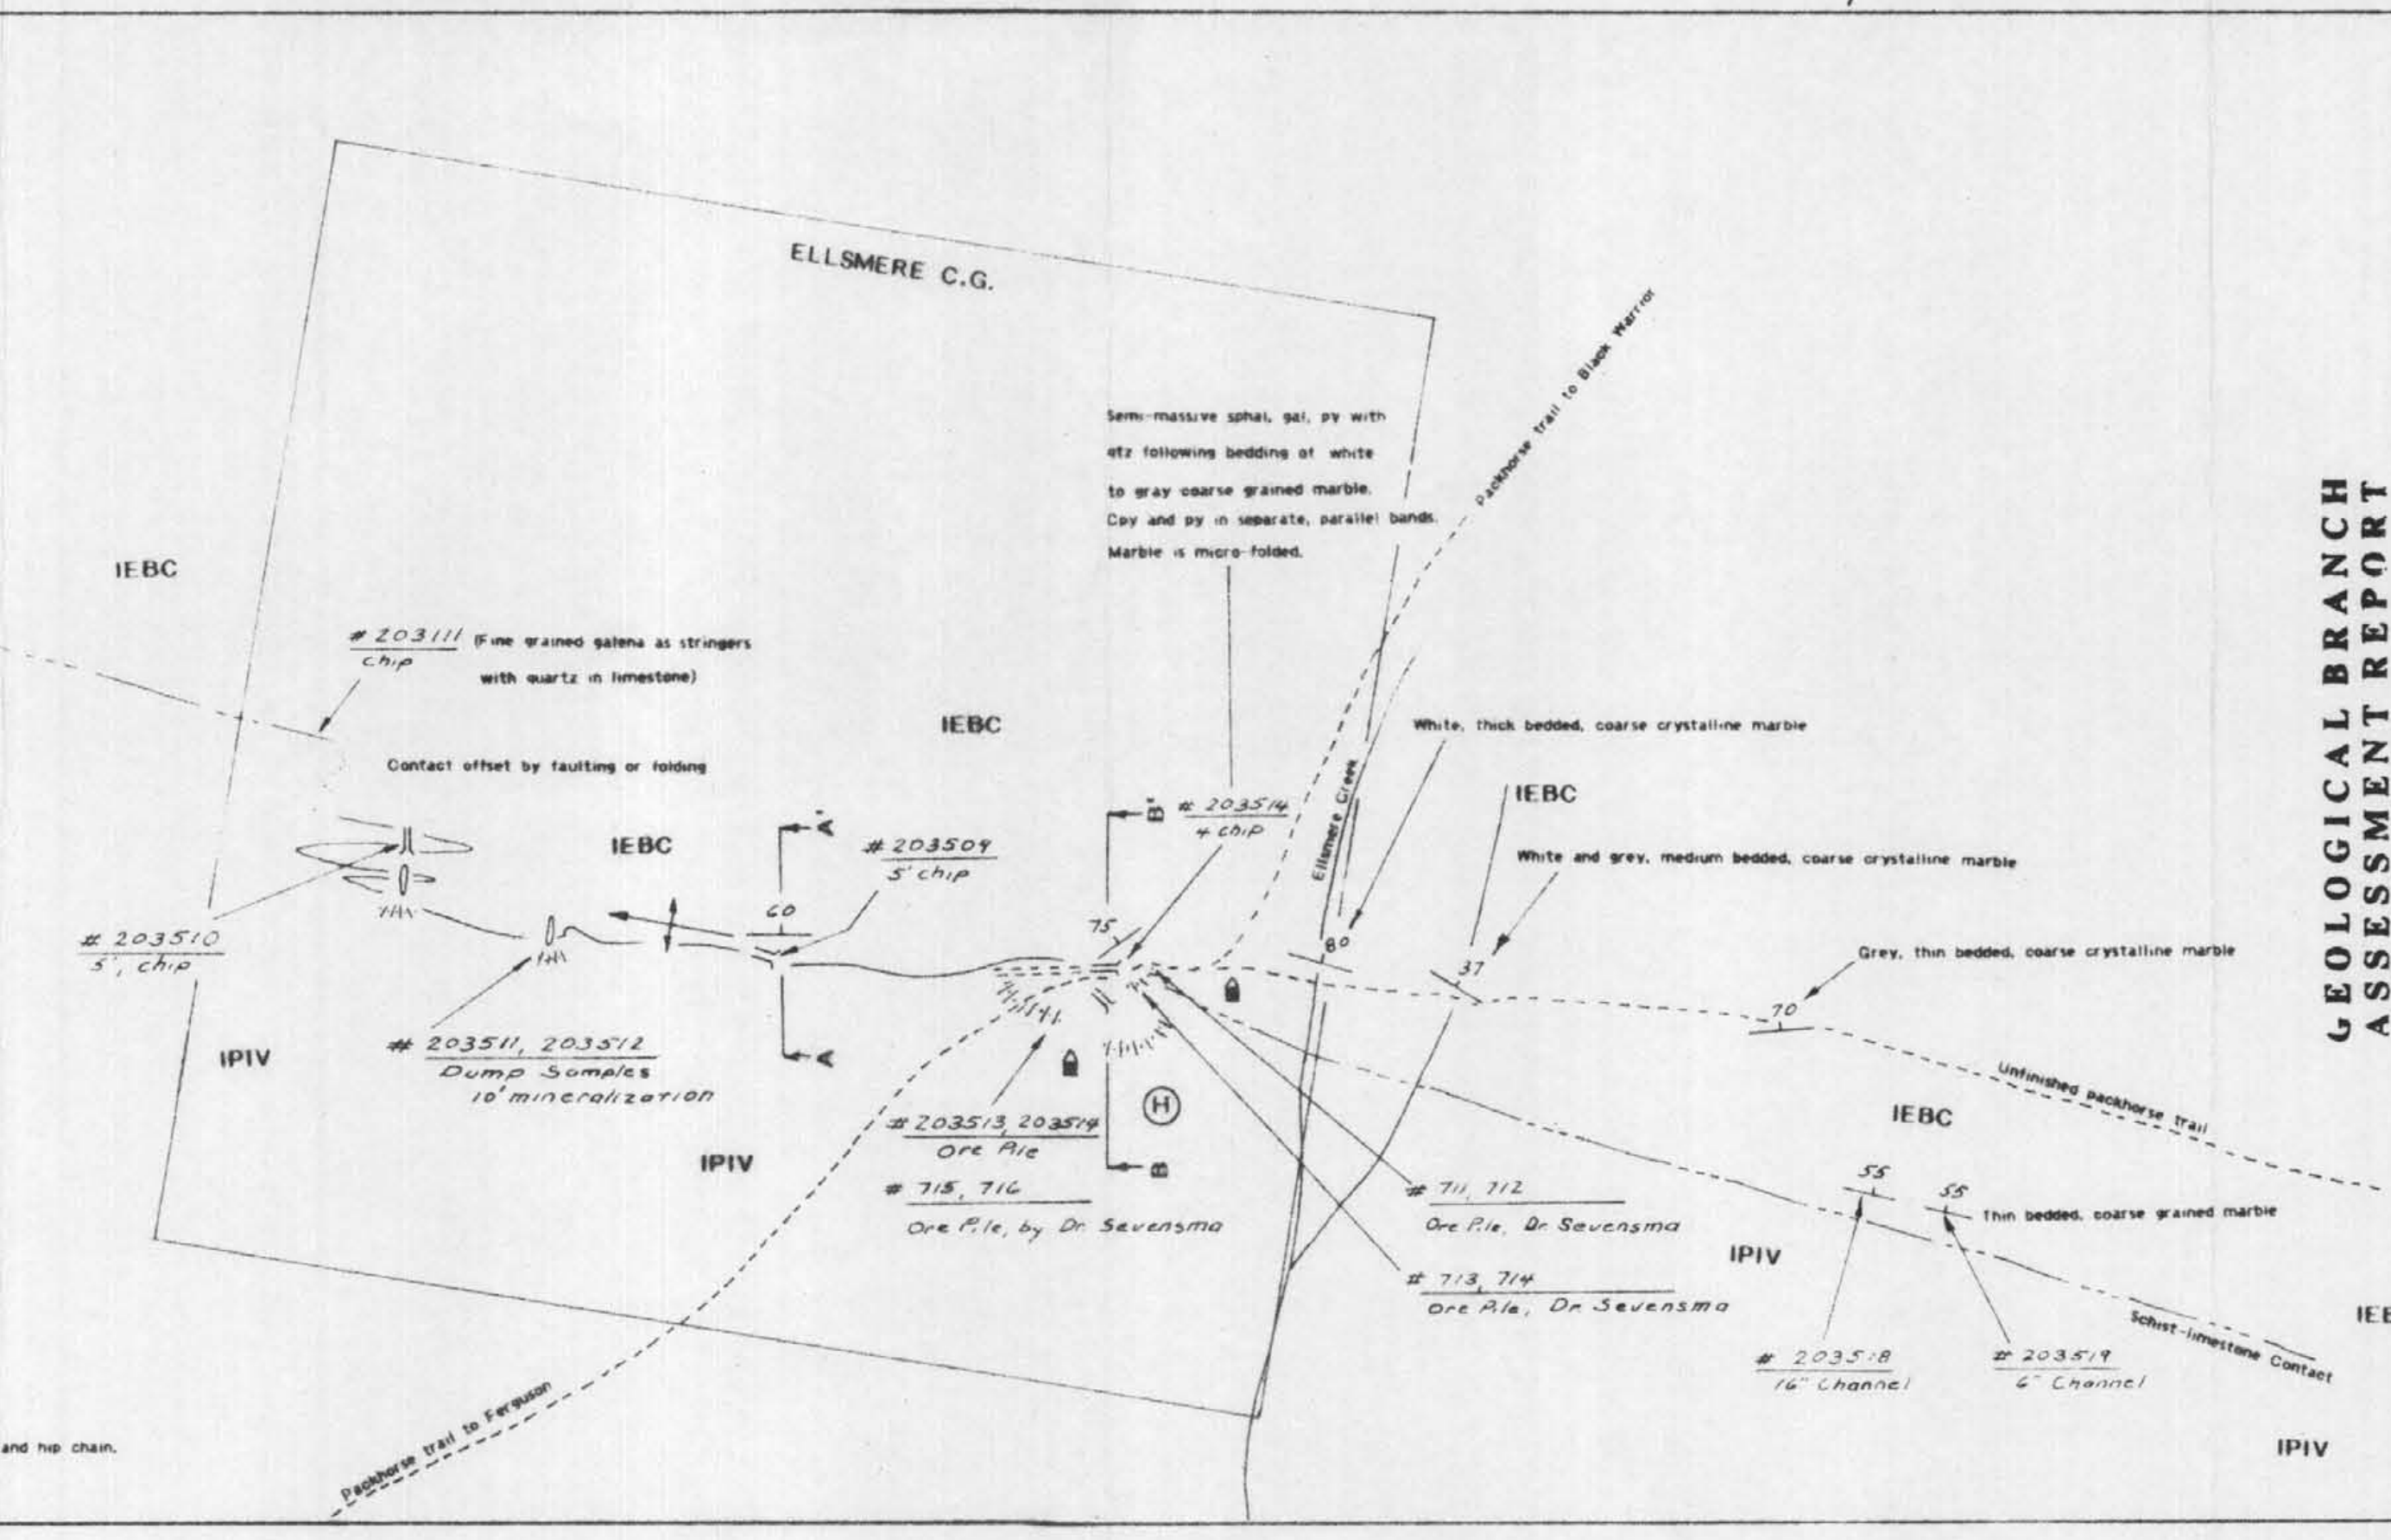 ELLSMERE C.G.
Packhorse trail to Black Warrior
Semi-massive sphal, gal, py with
qtz following bedding of white
to gray coarse grained marble.
Cpy and py in separate, parallel bands.
Marble is micro-folded.
GEOLOGICAL BRANCH
ASSESSMENT REPORT
IEBC
# 203111 (Fine grained galena as stringers
chip
with quartz in limestone)
IEBC
White, thick bedded, coarse crystalline marble
Contact offset by faulting or folding
Ellsmere Creek
IEBC
B'
# 203514
4 chip
A'
IEBC
# 203509
5' chip
White and grey, medium bedded, coarse crystalline marble
60
75
80
37
# 203510
5', chip
Grey, thin bedded, coarse crystalline marble
70
# 203511, 203512
Dump Samples
10' mineralization
IPIV
A
Unfinished packhorse trail
H
IEBC
# 203513, 203514
Ore Pile
IPIV
B
# 715, 716
Ore Pile, by Dr. Sevensma
# 711, 712
Ore Pile, Dr. Sevensma
55
55
Thin bedded, coarse grained marble
IPIV
# 713, 714
Ore Pile, Dr. Sevensma
IEB
Schist-limestone Contact
# 203518
16" Channel
# 203519
6" Channel
Packhorse trail to Ferguson
and hip chain.
IPIV